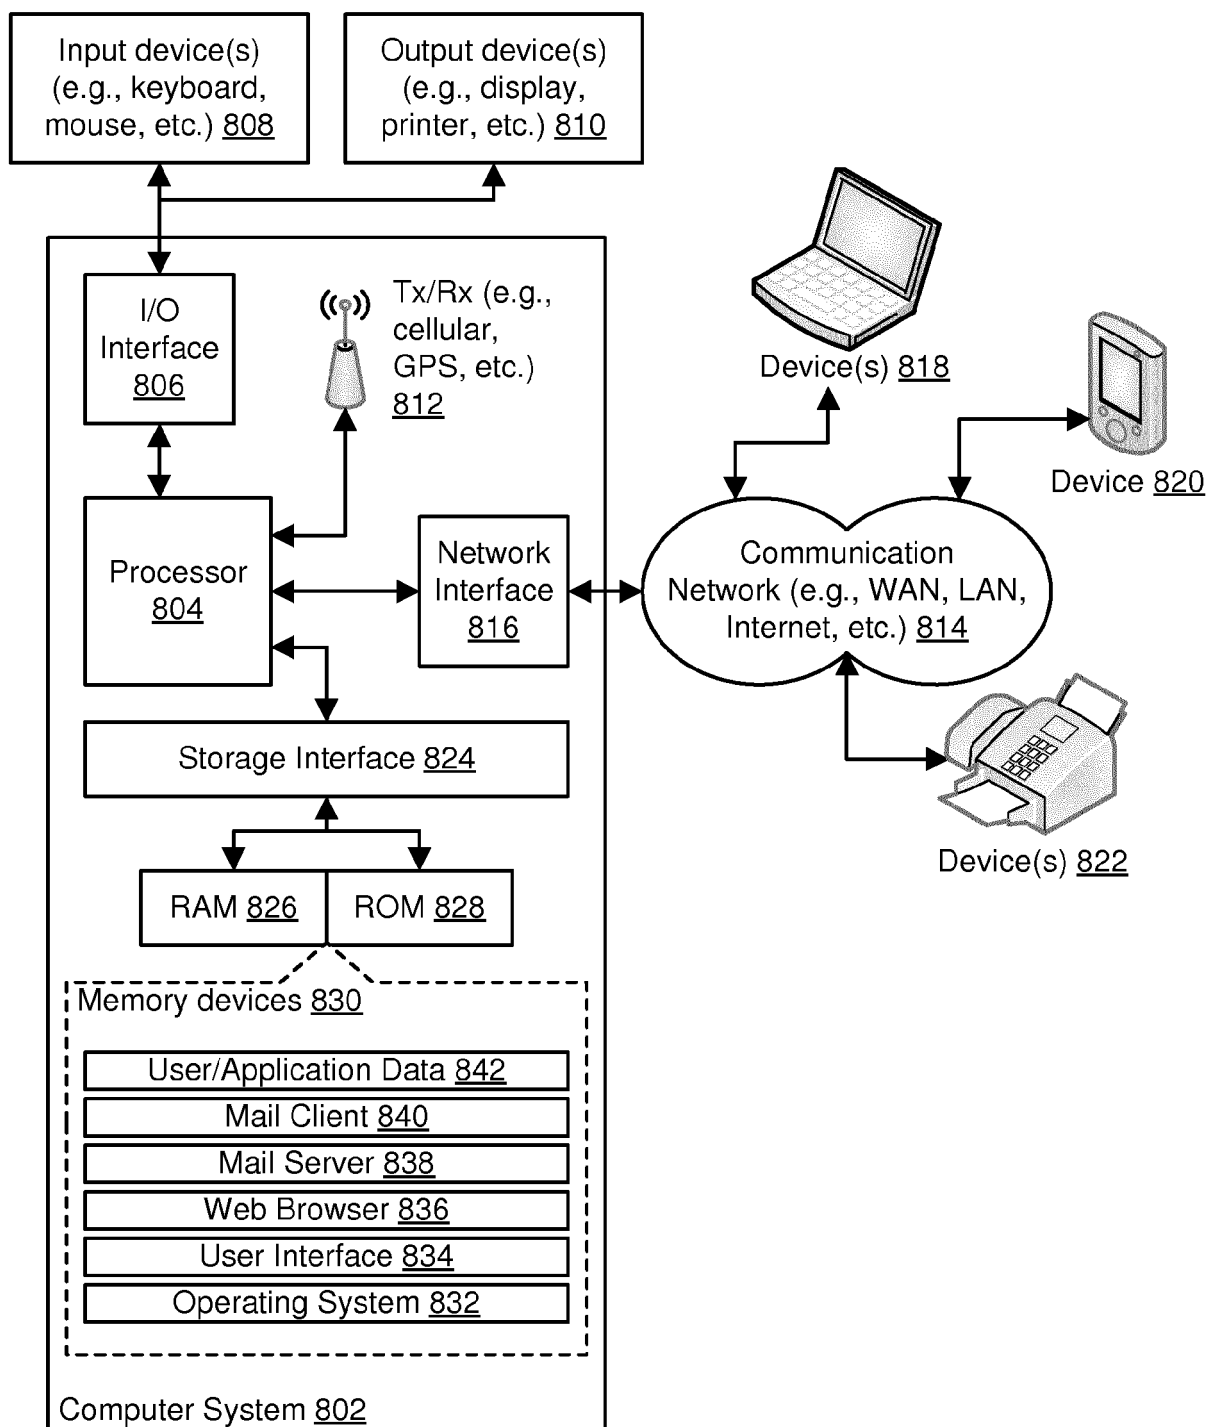 Input device(s)
(e.g., keyboard,
mouse, etc.) 808
Output device(s)
(e.g., display,
printer, etc.) 810
I/O
Interface
806
Tx/Rx (e.g.,
cellular,
GPS, etc.)
812
Device(s) 818
Device 820
Processor
804
Network
Interface
816
Communication
Network (e.g., WAN, LAN,
Internet, etc.) 814
Storage Interface 824
Device(s) 822
RAM 826
ROM 828
Memory devices 830
User/Application Data 842
Mail Client 840
Mail Server 838
Web Browser 836
User Interface 834
Operating System 832
Computer System 802